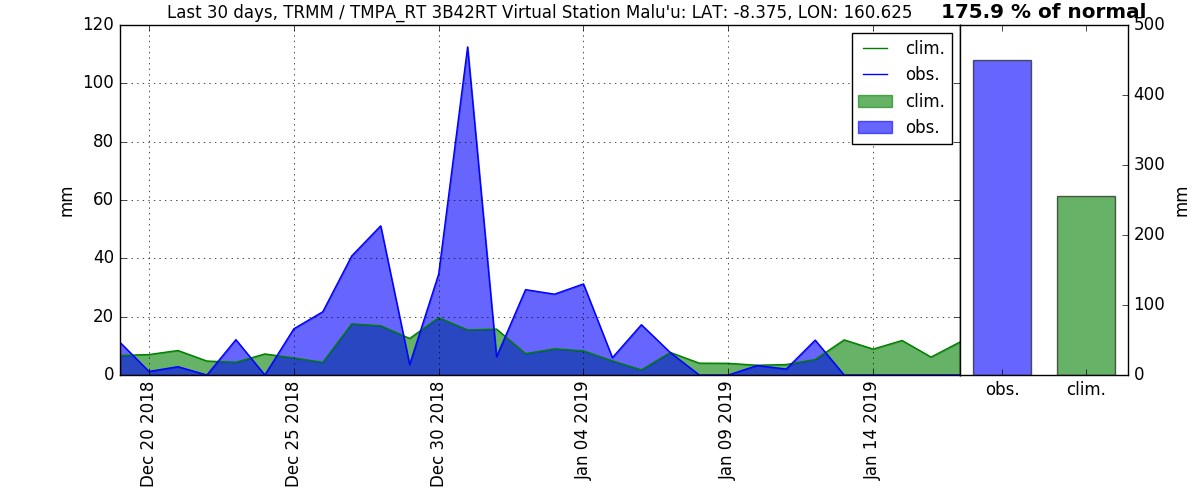 Last 30 days, TRMM / TMPA_RT 3B42RT Virtual Station Malu'u: LAT: -8.375, LON: 160.625
175.9 % of normal
120
100
80
60
40
20
0
mm
clim.
obs.
clim.
obs.
500
400
300
200
100
0
mm
Dec 20 2018
Dec 25 2018
Dec 30 2018
Jan 04 2019
Jan 09 2019
Jan 14 2019
obs.
clim.